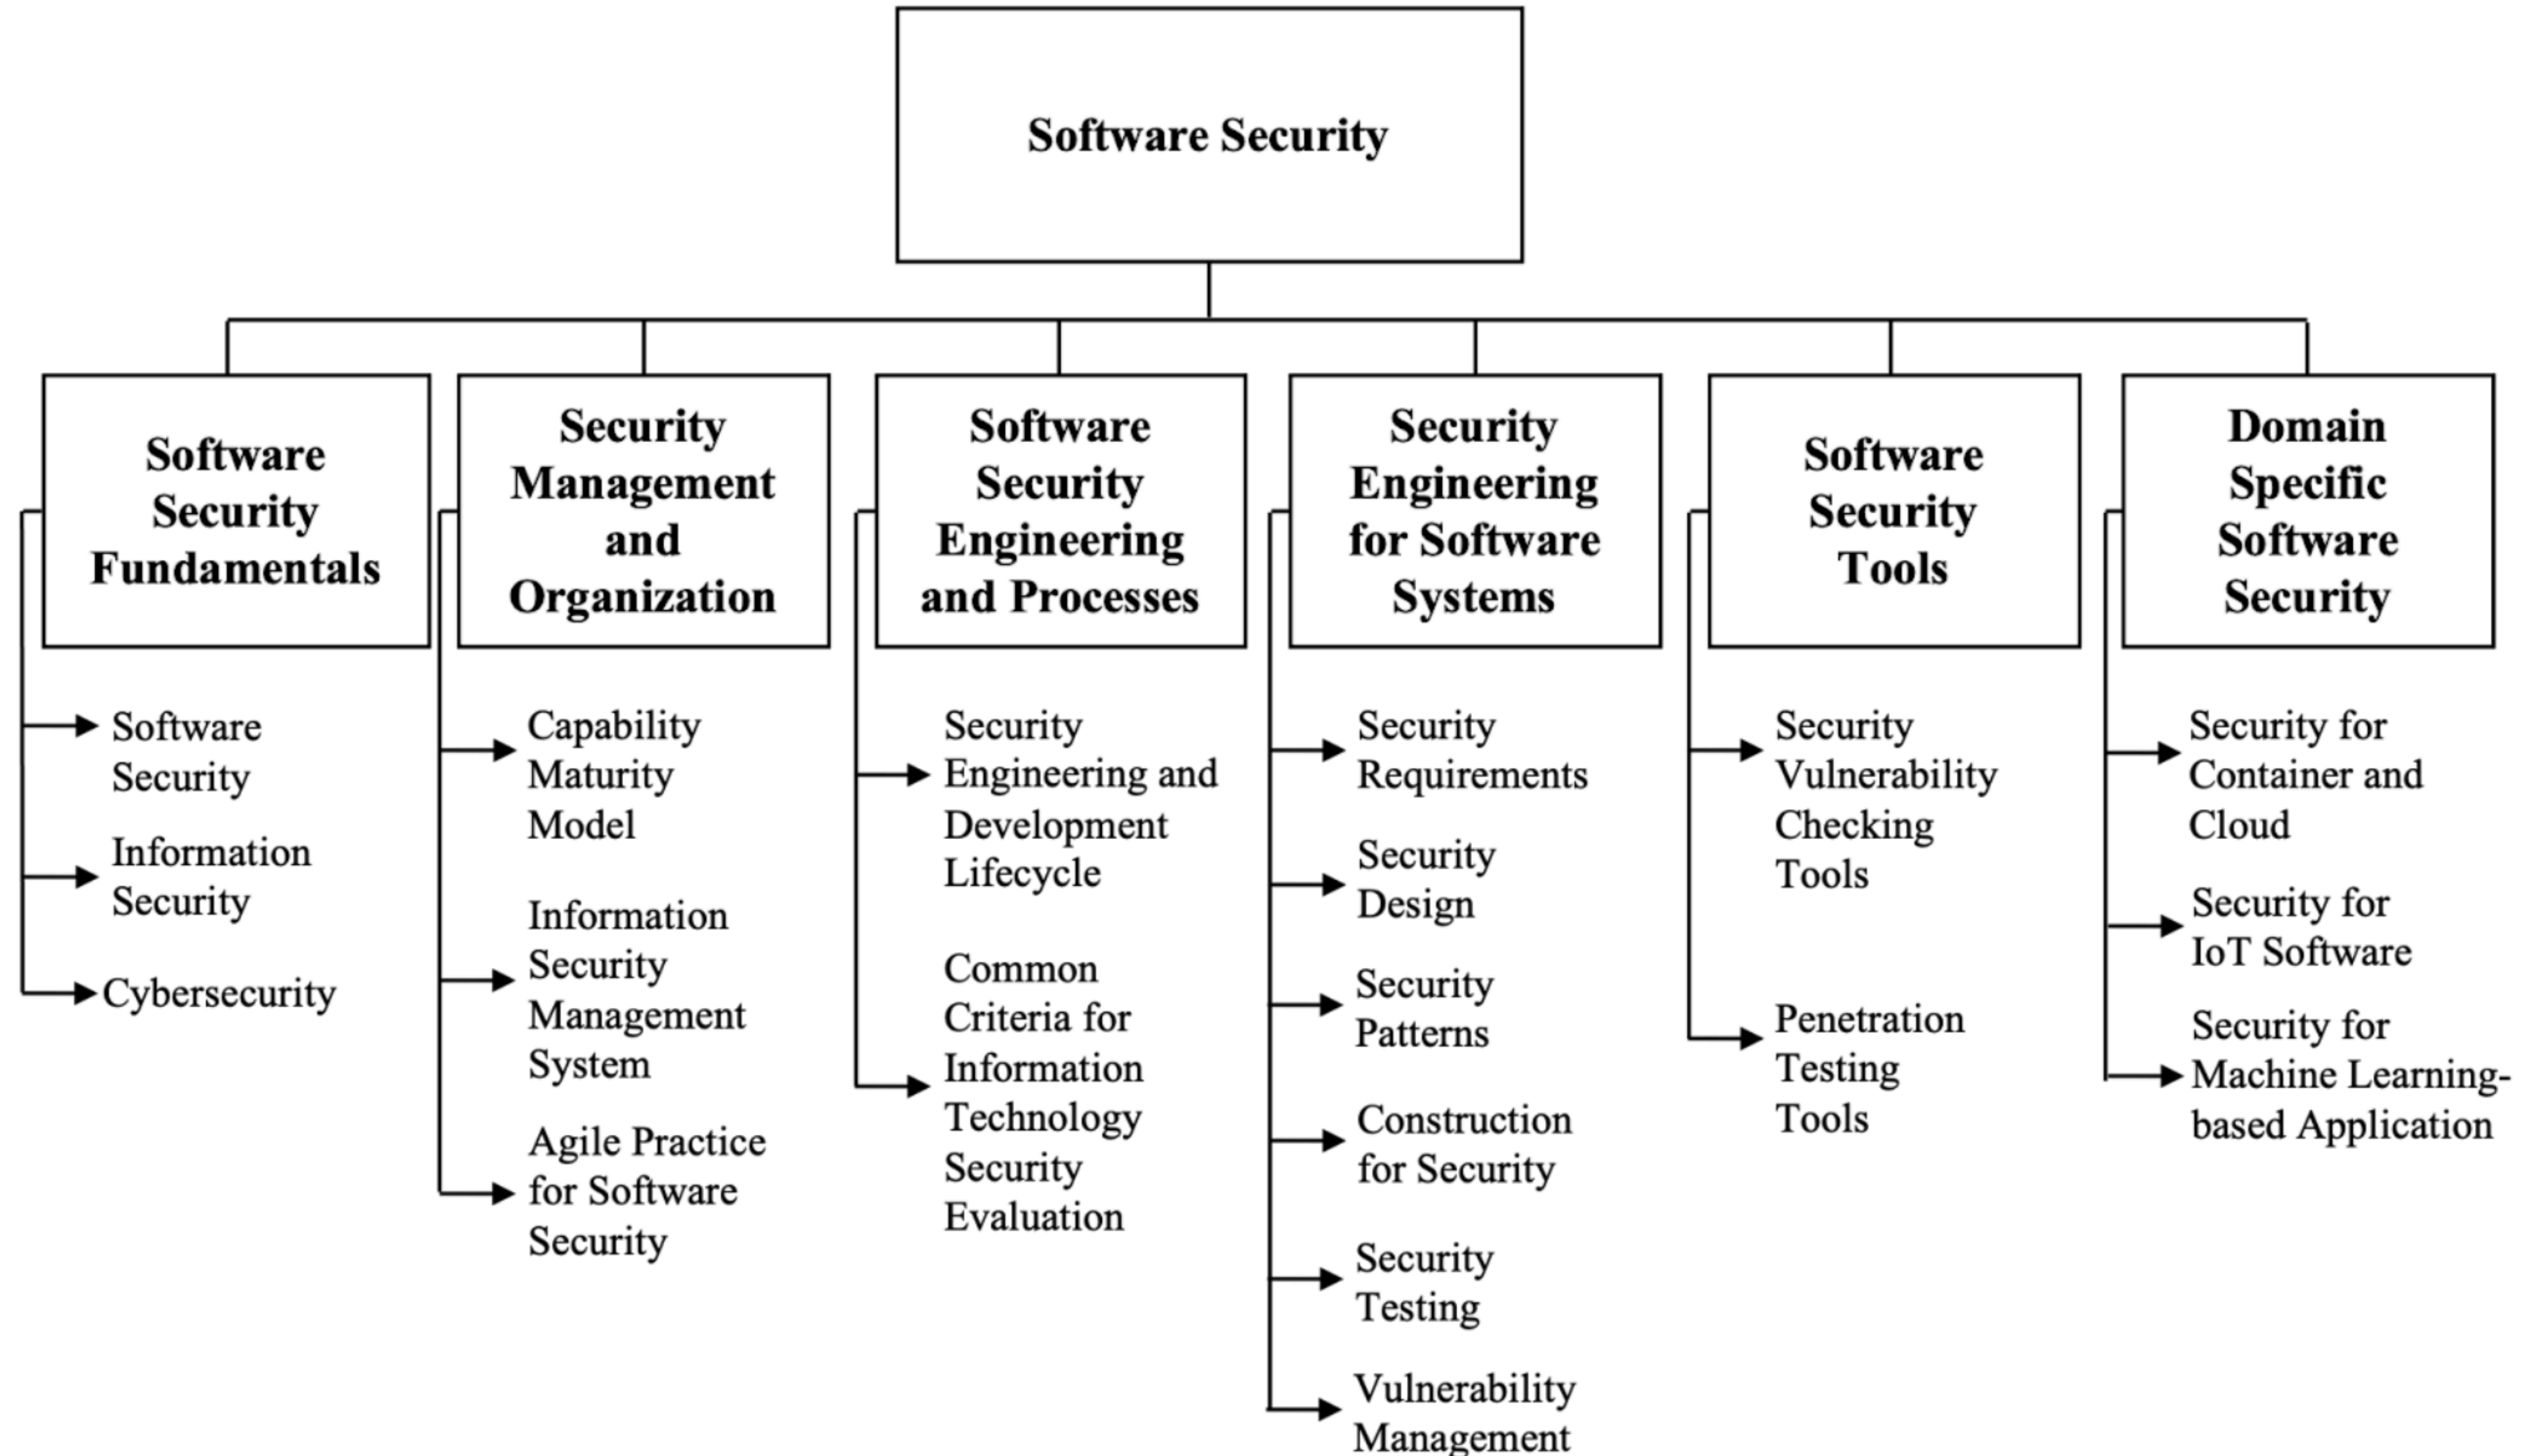 Software Security
Software
Security
Fundamentals
Software
Security
Information
Security
Cybersecurity
Security
Management
and
Organization
Capability
Maturity
Model
Information
Security
Management
System
Agile Practice
for Software
Security
Software
Security
Engineering
and Processes
Security
Engineering and
Development
Lifecycle
Common
Criteria for
Information
Technology
Security
Evaluation
Security
Engineering
for Software
Systems
Security
Requirements
Security
Design
Security
Patterns
Construction
for Security
Security
Testing
Vulnerability
Management
Software
Security
Tools
Security
Vulnerability
Checking
Tools
Penetration
Testing
Tools
Domain
Specific
Software
Security
Security for
Container and
Cloud
Security for
IoT Software
Security for
Machine Learning-
based Application